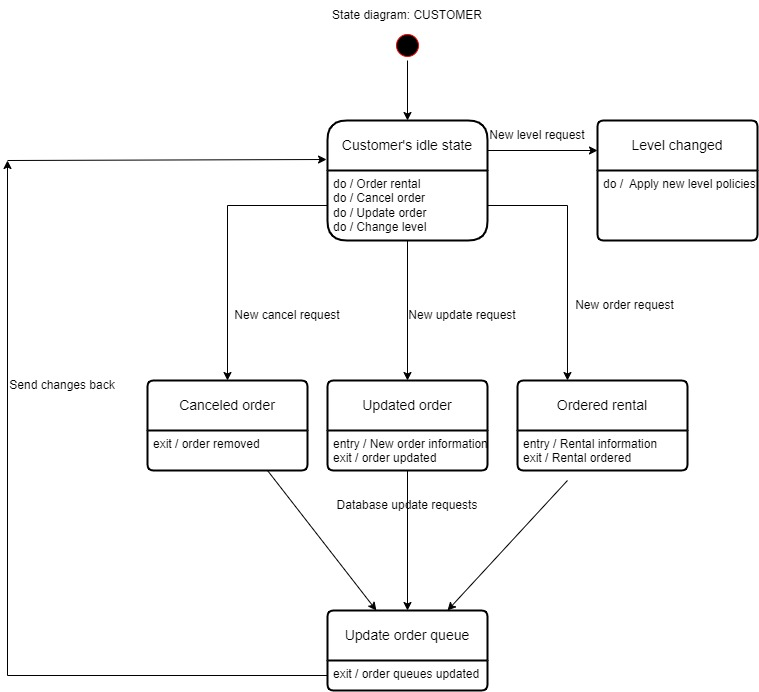 State diagram: CUSTOMER
Customer's idle state
do / Order rental
do / Cancel order
do / Update order
do / Change level
New level request
Level changed
do /  Apply new level policies
New cancel request
New update request
New order request
Send changes back
Canceled order
exit / order removed
Updated order
entry / New order information
exit / order updated
Ordered rental
entry / Rental information
exit / Rental ordered
Database update requests
Update order queue
exit / order queues updated